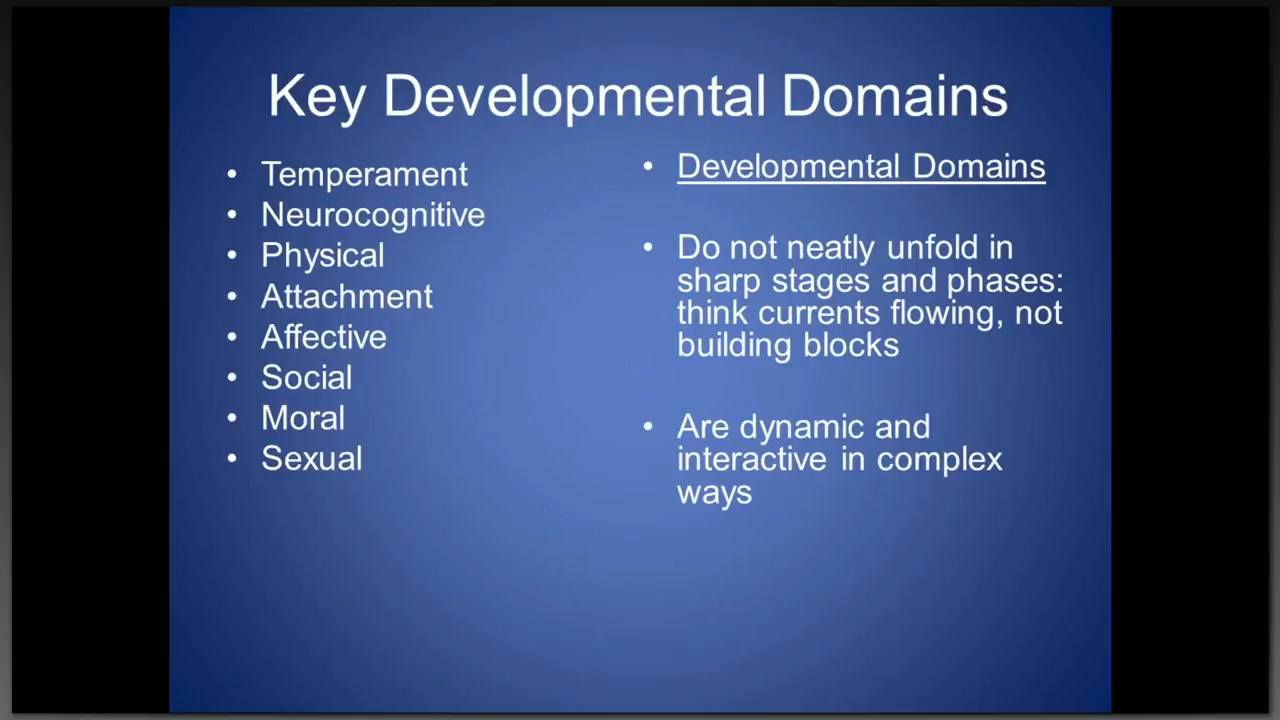 Key Developmental Domains
• Temperament
• Neurocognitive
• Physical
• Attachment
• Affective
• Social
• Moral
• Sexual
• Developmental Domains
• Do not neatly unfold in
sharp stages and phases:
think currents flowing, not
building blocks
• Are dynamic and
interactive in complex
ways